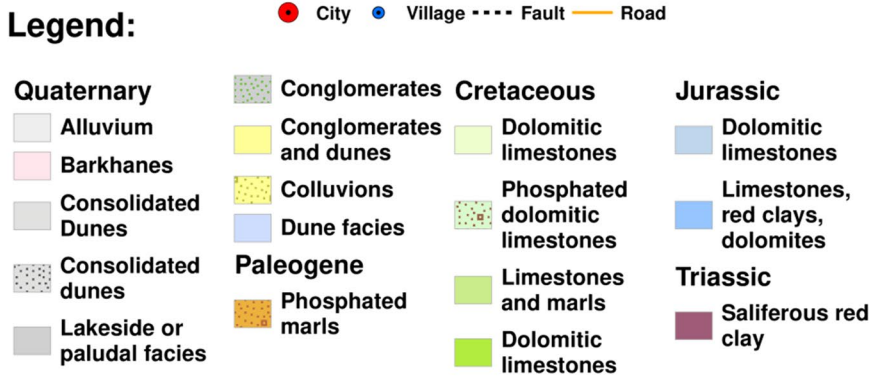 Legend:
City
Village
Fault
Road
Quaternary
Alluvium
Barkhanes
Consolidated
Dunes
Consolidated
dunes
Lakeside or
paludal facies
Conglomerates
Conglomerates
and dunes
Colluvions
Dune facies
Paleogene
Phosphated
marls
Cretaceous
Dolomitic
limestones
Phosphated
dolomitic
limestones
Limestones
and marls
Dolomitic
limestones
Jurassic
Dolomitic
limestones
Limestones,
red clays,
dolomites
Triassic
Saliferous red
clay